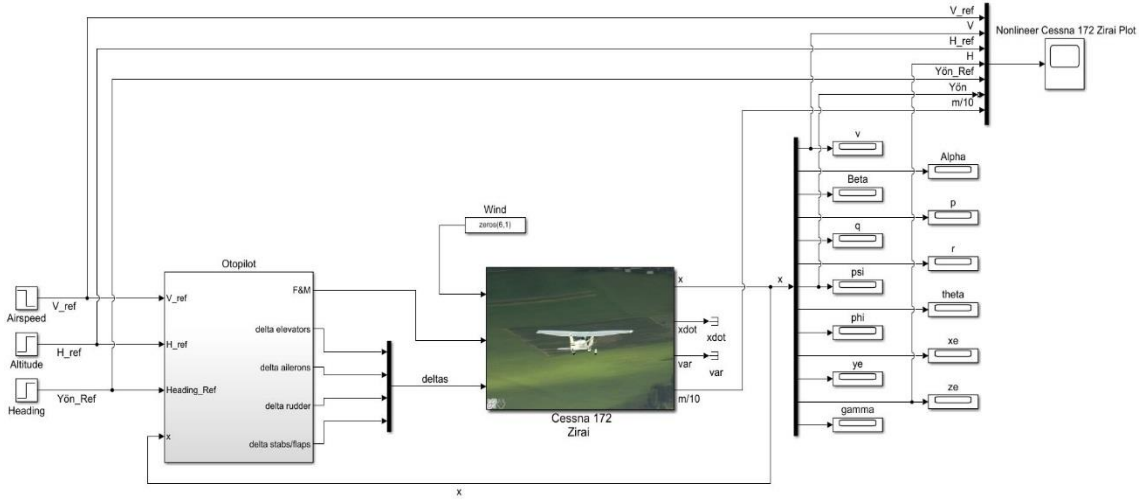 V_ref
V
H_ref
H
Yön_Ref
Yön
m/10
Nonlineer Cessna 172 Zirai Plot
v
Alpha
Beta
p
q
r
psi
theta
phi
xe
ye
ze
gamma
Wind
zeros(6,1)
Otopilot
V_ref
H_ref
Heading_Ref
x
F&M
delta elevators
delta ailerons
delta rudder
delta stabs/flaps
Airspeed
V_ref
Altitude
H_ref
Heading
Yön_Ref
deltas
x
xdot
xdot
var
var
m/10
Cessna 172
Zirai
x
x